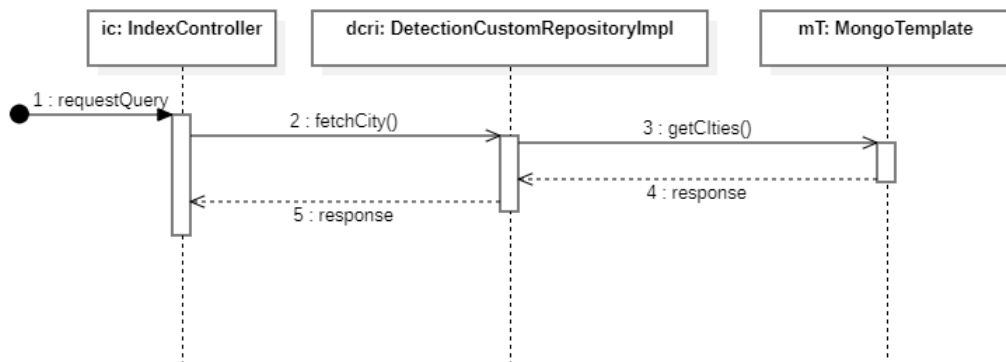 ic: IndexController
dcri: DetectionCustomRepositoryImpl
mT: MongoTemplate
1 : requestQuery
2 : fetchCity()
3 : getCIties()
4 : response
5 : response